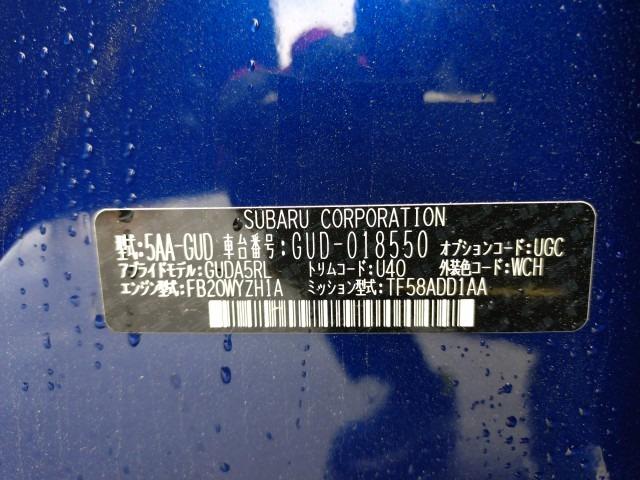 SUBARU CORPORATION
型式:5AA-GUD 車台番号:GUD-018550 オプションコード:UGC
アプライドモデル:GUDA5RL トリムコード:U40 外装色コード:WCH
エンジン型式:FB20WYZH1A ミッション型式:TF58ADD1AA